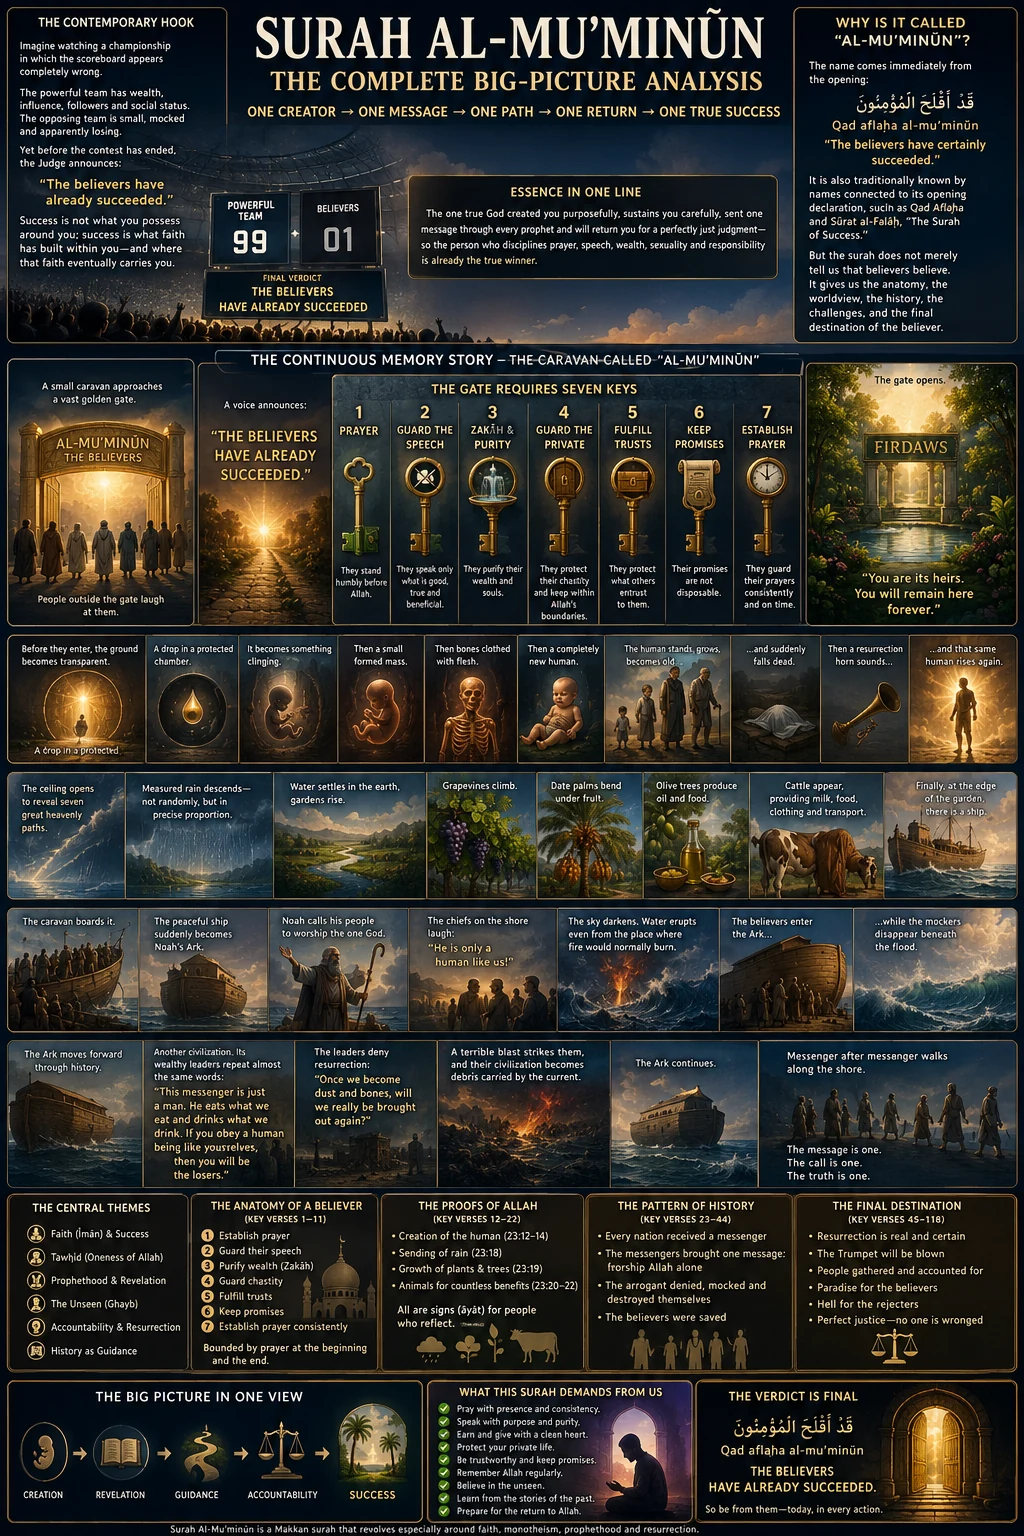 THE CONTEMPORARY HOOK
Imagine watching a championship
in which the scoreboard appears
completely wrong.
The powerful team has wealth,
influence, followers and social status.
The opposing team is small, mocked
and apparently losing.
Yet before the contest has ended,
the Judge announces:
“The believers have
already succeeded.”
Success is not what you possess
around you; success is what faith
has built within you—and where
that faith eventually carries you.
SURAH AL-MU’MINŪN
THE COMPLETE BIG-PICTURE ANALYSIS
ONE CREATOR → ONE MESSAGE → ONE PATH → ONE RETURN → ONE TRUE SUCCESS
POWERFUL
TEAM
99
BELIEVERS
01
FINAL VERDICT
THE BELIEVERS
HAVE ALREADY SUCCEEDED
ESSENCE IN ONE LINE
The one true God created you purposefully, sustains you carefully, sent one
message through every prophet and will return you for a perfectly just judgment—
so the person who disciplines prayer, speech, wealth, sexuality and responsibility
is already the true winner.
WHY IS IT CALLED
“AL-MU’MINŪN”?
The name comes immediately from
the opening:
قَدْ أَفْلَحَ الْمُؤْمِنُونَ
Qad aflaḥa al-mu’minūn
“The believers have certainly
succeeded.”
It is also traditionally known by
names connected to its opening
declaration, such as Qad Aflaḥa
and Sūrat al-Falāḥ, “The Surah
of Success.”
But the surah does not merely
tell us that believers believe.
It gives us the anatomy, the
worldview, the history, the
challenges, and the final
destination of the believer.
THE CONTINUOUS MEMORY STORY – THE CARAVAN CALLED “AL-MU’MINŪN”
A small caravan approaches
a vast golden gate.
AL-MU’MINŪN
THE BELIEVERS
People outside the gate laugh
at them.
A voice announces:
“THE BELIEVERS
HAVE ALREADY
SUCCEEDED.”
THE GATE REQUIRES SEVEN KEYS
1
PRAYER
They stand
humbly before
Allah.
2
GUARD THE
SPEECH
They speak only
what is good,
true and
beneficial.
3
ZAKĀH &
PURITY
They purify their
wealth and
souls.
4
GUARD THE
PRIVATE
They protect
their chastity
and keep within
Allah’s
boundaries.
5
FULFILL
TRUSTS
They protect
what others
entrust
to them.
6
KEEP
PROMISES
Their promises
are not
disposable.
7
ESTABLISH
PRAYER
They guard
their prayers
consistently
and on time.
The gate opens.
FIRDAWS
“You are its heirs.
You will remain here
forever.”
Before they enter, the ground
becomes transparent.
A drop in a protected
A drop in a protected
chamber.
It becomes something
clinging.
Then a small
formed mass.
Then bones clothed
with flesh.
Then a completely
new human.
The human stands, grows,
becomes old...
...and suddenly
falls dead.
Then a resurrection
horn sounds...
...and that same
human rises again.
The ceiling opens
to reveal seven
great heavenly
paths.
Measured rain descends—
not randomly, but in
precise proportion.
Water settles in the earth,
gardens rise.
Grapevines climb.
Date palms bend
under fruit.
Olive trees produce
oil and food.
Cattle appear,
providing milk, food,
clothing and transport.
Finally, at the edge
of the garden,
there is a ship.
The caravan boards it.
The peaceful ship
suddenly becomes
Noah’s Ark.
Noah calls his people
to worship the one God.
The chiefs on the shore
laugh:
“He is only a
human like us!”
The sky darkens. Water erupts
even from the place where
fire would normally burn.
The believers enter
the Ark...
...while the mockers
disappear beneath
the flood.
The Ark moves forward
through history.
Another civilization. Its
wealthy leaders repeat almost
the same words:
“This messenger is just
a man. He eats what we
eat and drinks what we
drink. If you obey a human
being like yourselves,
then you will be
the losers.”
The leaders deny
resurrection:
“Once we become
dust and bones, will
we really be brought
out again?”
A terrible blast strikes them,
and their civilization becomes
debris carried by the current.
The Ark continues.
Messenger after messenger walks
along the shore.
The message is one.
The call is one.
The truth is one.
THE CENTRAL THEMES
Faith (Īmān) & Success
Tawḥīd (Oneness of Allah)
Prophethood & Revelation
The Unseen (Ghayb)
Accountability & Resurrection
History as Guidance
THE ANATOMY OF A BELIEVER
(KEY VERSES 1–11)
1 Establish prayer
2 Guard their speech
3 Purify wealth (Zakāh)
4 Guard chastity
5 Fulfill trusts
6 Keep promises
7 Establish prayer consistently
Bounded by prayer at the beginning
and the end.
THE PROOFS OF ALLAH
(KEY VERSES 12–22)
• Creation of the human (23:12–14)
• Sending of rain (23:18)
• Growth of plants & trees (23:19)
• Animals for countless benefits (23:20–22)
All are signs (āyāt) for people
who reflect.
THE PATTERN OF HISTORY
(KEY VERSES 23–44)
• Every nation received a messenger
• The messengers brought one message:
frorship Allah alone
• The arrogant denied, mocked and
destroyed themselves
• The believers were saved
THE FINAL DESTINATION
(KEY VERSES 45–118)
• Resurrection is real and certain
• The Trumpet will be blown
• People gathered and accounted for
• Paradise for the believers
• Hell for the rejecters
• Perfect justice—no one is wronged
THE BIG PICTURE IN ONE VIEW
CREATION
REVELATION
GUIDANCE
ACCOUNTABILITY
SUCCESS
WHAT THIS SURAH DEMANDS FROM US
Pray with presence and consistency.
Speak with purpose and purity.
Earn and give with a clean heart.
Protect your private life.
Be trustworthy and keep promises.
Remember Allah regularly.
Believe in the unseen.
Learn from the stories of the past.
Prepare for the return to Allah.
THE VERDICT IS FINAL
قَدْ أَفْلَحَ الْمُؤْمِنُونَ
Qad aflaḥa al-mu’minūn
THE BELIEVERS
HAVE ALREADY SUCCEEDED.
So be from them—today, in every action.
Surah Al-Mu’minūn is a Makkan surah that revolves especially around faith, monotheism, prophethood and resurrection.